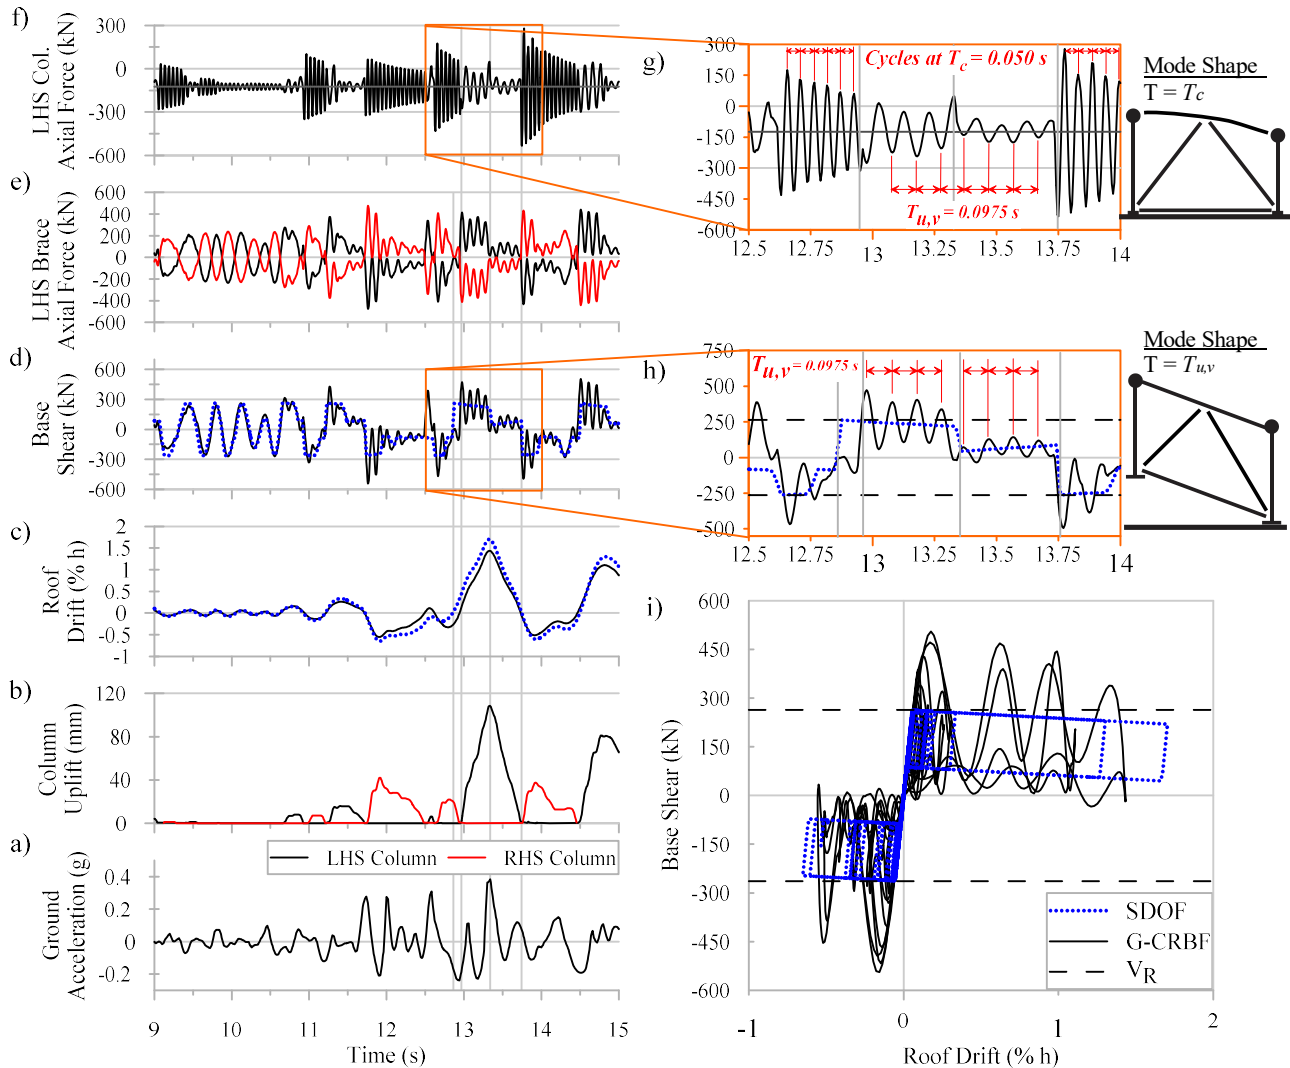 f)
LHS Col.
Axial Force (kN)
300
0
-300
-600
e)
LHS Brace
Axial Force (kN)
600
400
200
0
-200
-400
-600
d)
Base
Shear (kN)
600
300
0
-300
-600
c)
Roof
Drift (% h)
2
1.5
1
0.5
0
-0.5
-1
b)
Column
Uplift (mm)
120
80
40
0
a)
LHS Column
RHS Column
Ground
Acceleration (g)
0.4
0.2
0
-0.2
9 10 11 12 13 14 15
Time (s)
g)
300
150
0
-150
-300
-450
-600
Cycles at Tc = 0.050 s
Tu,v = 0.0975 s
12.5 12.75 13 13.25 13.5 13.75 14
Mode Shape
T = Tc
h)
750
500
250
0
-250
-500
Tu,v = 0.0975 s
12.5 12.75 13 13.25 13.5 13.75 14
Mode Shape
T = Tu,v
i)
Base Shear (kN)
600
450
300
150
0
-150
-300
-450
-600
SDOF
G-CRBF
VR
-1 0 1 2
Roof Drift (% h)